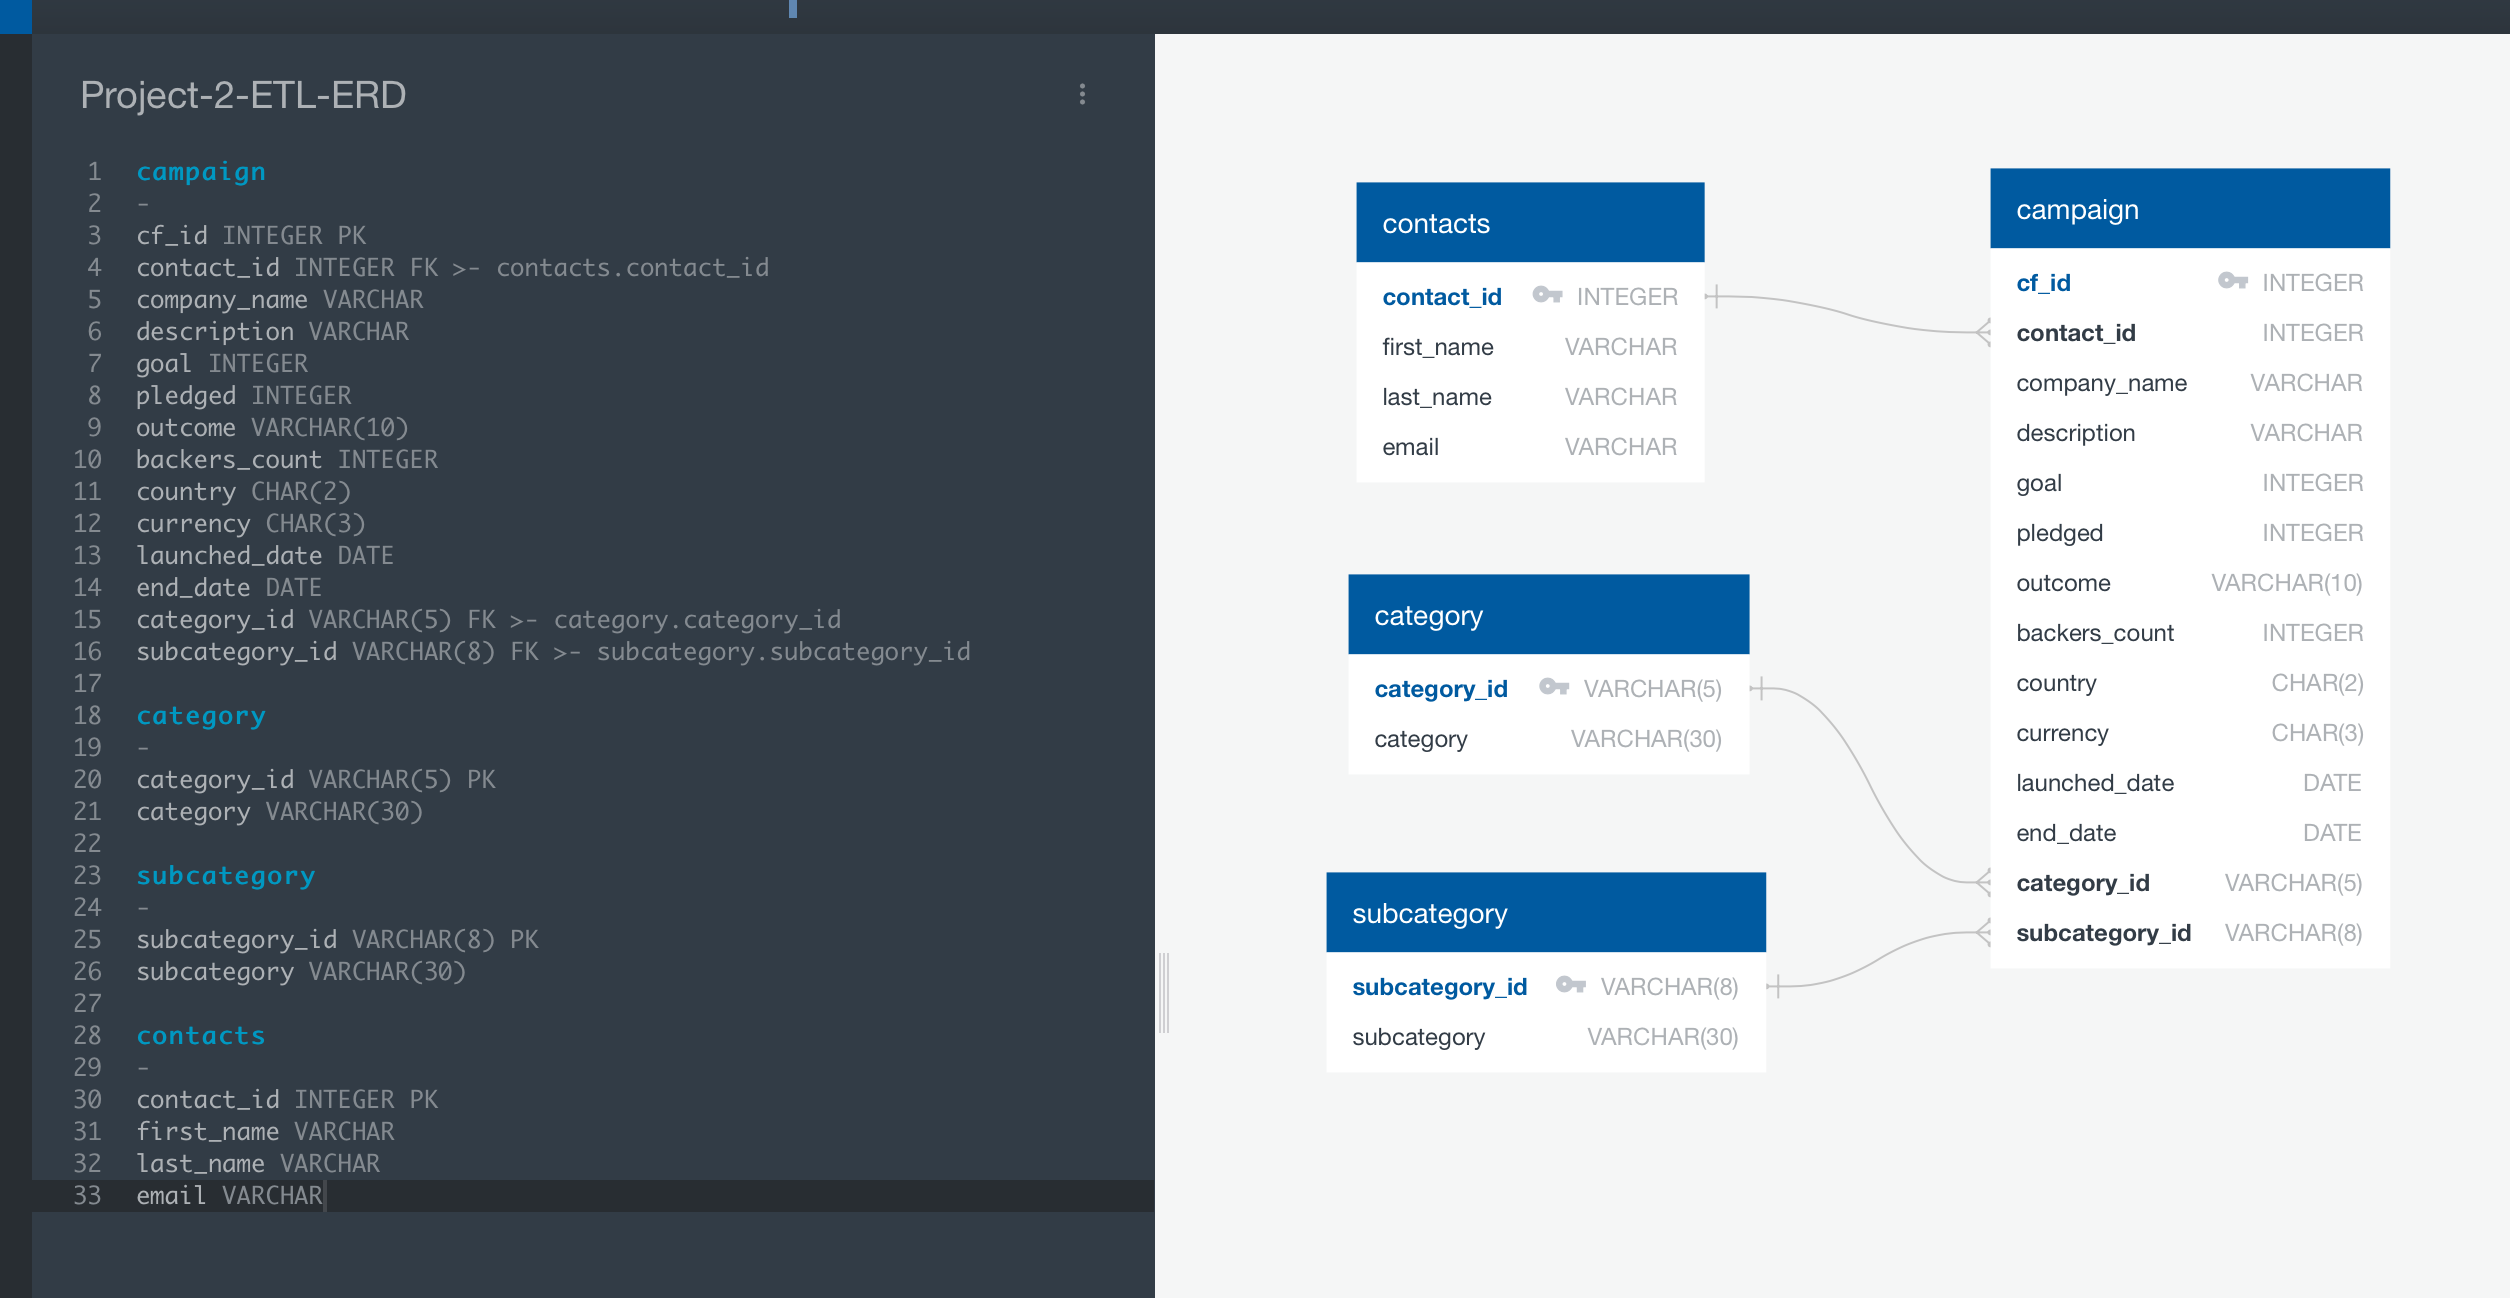 Project-2-ETL-ERD
1 campaign
2 -
3 cf_id INTEGER PK
4 contact_id INTEGER FK >- contacts.contact_id
5 company_name VARCHAR
6 description VARCHAR
7 goal INTEGER
8 pledged INTEGER
9 outcome VARCHAR(10)
10 backers_count INTEGER
11 country CHAR(2)
12 currency CHAR(3)
13 launched_date DATE
14 end_date DATE
15 category_id VARCHAR(5) FK >- category.category_id
16 subcategory_id VARCHAR(8) FK >- subcategory.subcategory_id
17
18 category
19 -
20 category_id VARCHAR(5) PK
21 category VARCHAR(30)
22
23 subcategory
24 -
25 subcategory_id VARCHAR(8) PK
26 subcategory VARCHAR(30)
27
28 contacts
29 -
30 contact_id INTEGER PK
31 first_name VARCHAR
32 last_name VARCHAR
33 email VARCHAR
contacts
contact_id INTEGER
first_name VARCHAR
last_name VARCHAR
email VARCHAR
category
category_id VARCHAR(5)
category VARCHAR(30)
subcategory
subcategory_id VARCHAR(8)
subcategory VARCHAR(30)
campaign
cf_id INTEGER
contact_id INTEGER
company_name VARCHAR
description VARCHAR
goal INTEGER
pledged INTEGER
outcome VARCHAR(10)
backers_count INTEGER
country CHAR(2)
currency CHAR(3)
launched_date DATE
end_date DATE
category_id VARCHAR(5)
subcategory_id VARCHAR(8)